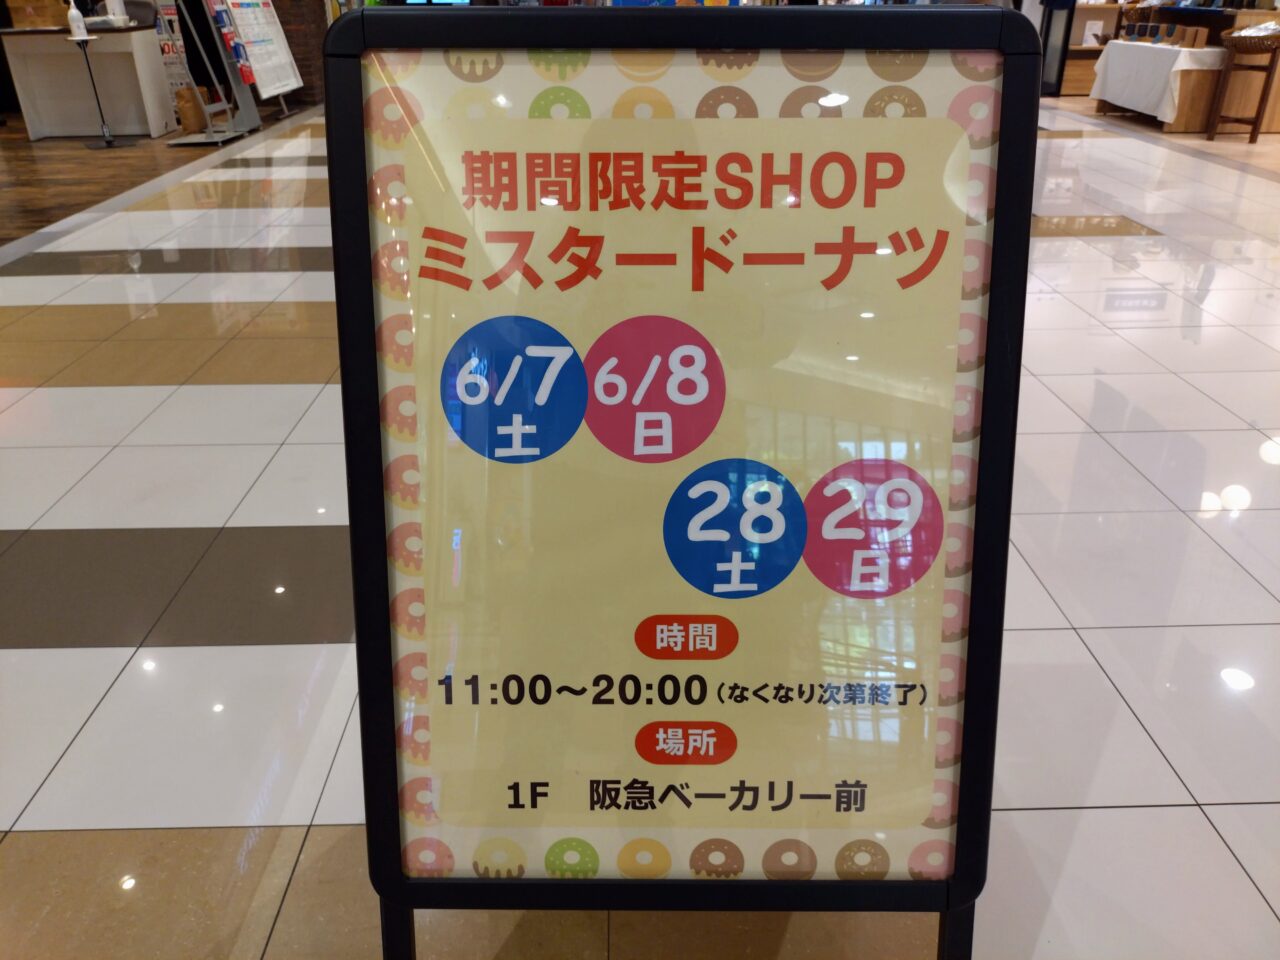 期間限定SHOP
ミスタードーナツ
6/7 6/8
土 日
28 29
土 日
時間
11:00～20:00（なくなり次第終了）
場所
1F 阪急ベーカリー前